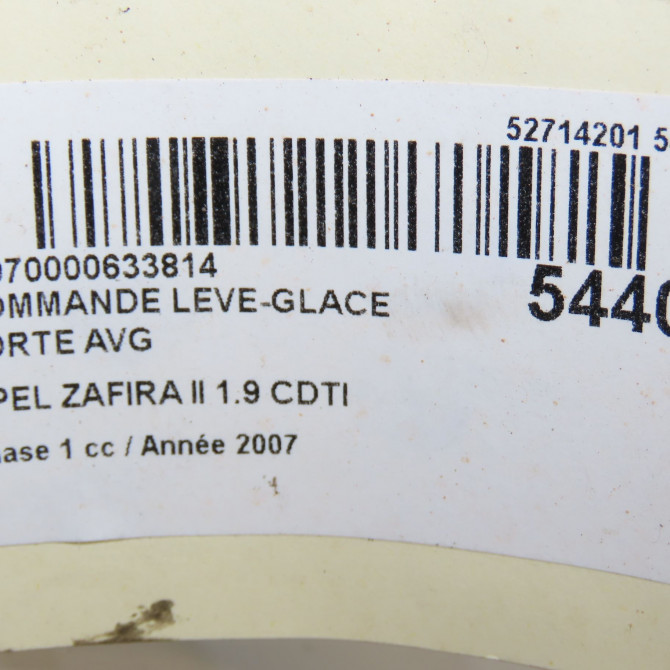 52714201 5
070000633814
OMMANDE LEVE-GLACE
ORTE AVG
5440
PEL ZAFIRA II 1.9 CDTI
ase 1 cc / Année 2007